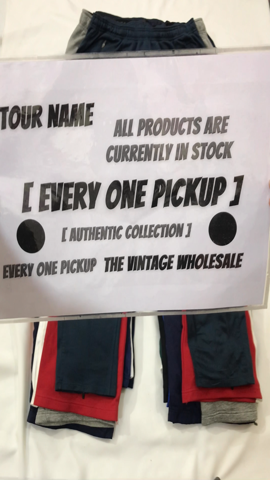 TOUR NAME
ALL PRODUCTS ARE
CURRENTLY IN STOCK
[ EVERY ONE PICKUP ]
[ AUTHENTIC COLLECTION ]
EVERY ONE PICKUP THE VINTAGE WHOLESALE